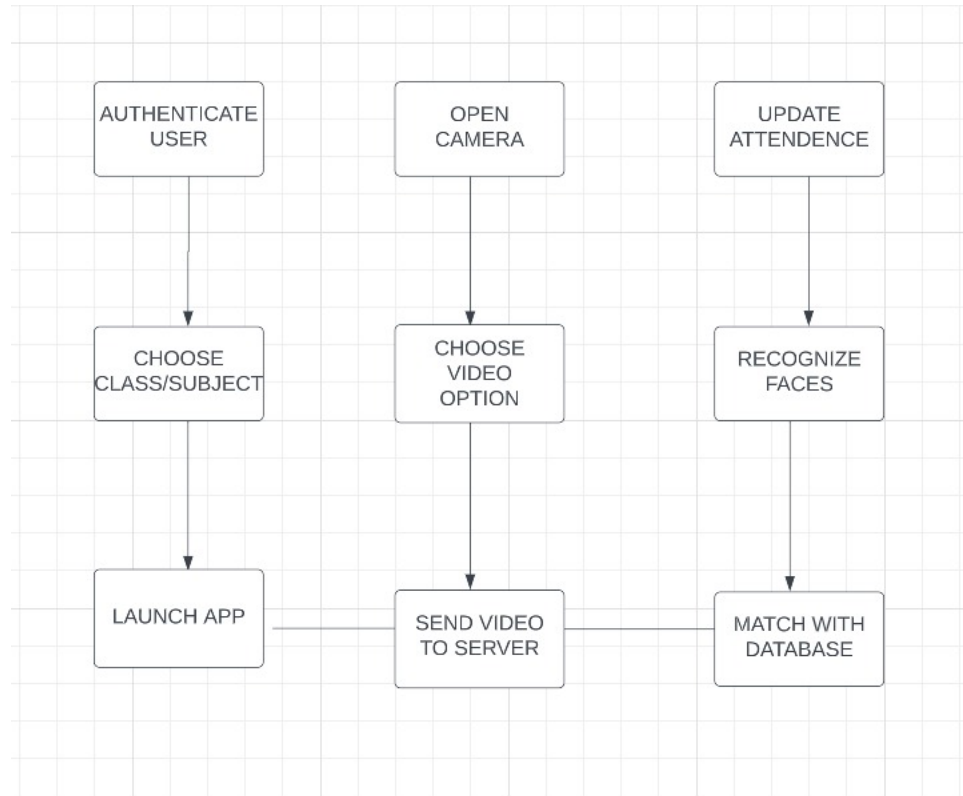 AUTHENTICATE
USER
OPEN
CAMERA
UPDATE
ATTENDENCE
CHOOSE
CLASS/SUBJECT
CHOOSE
VIDEO
OPTION
RECOGNIZE
FACES
LAUNCH APP
SEND VIDEO
TO SERVER
MATCH WITH
DATABASE